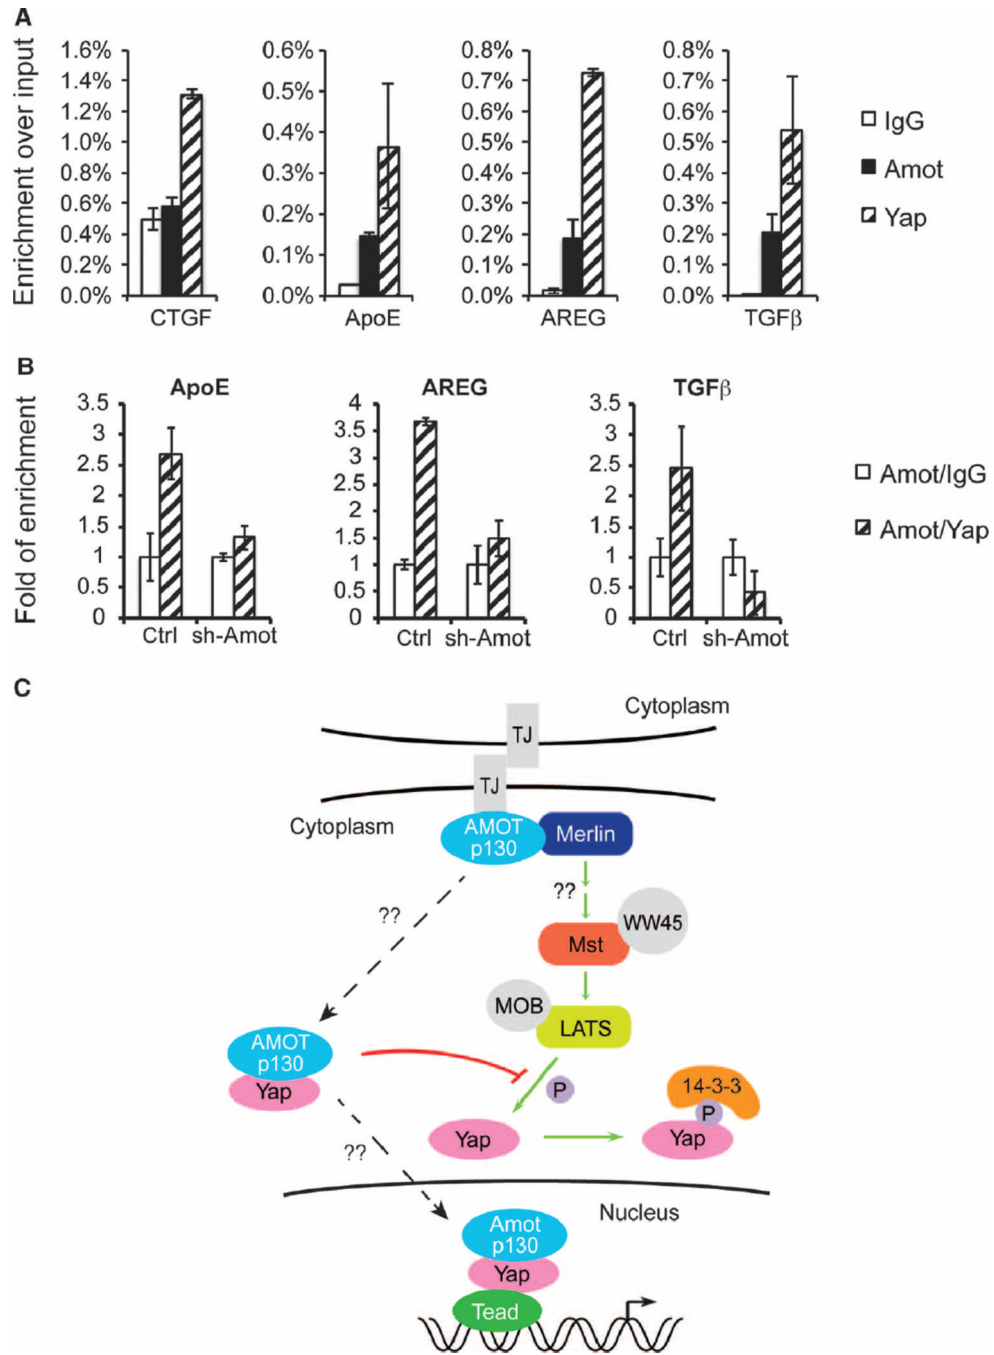 A
Enrichment over input
1.6%
1.4%
1.2%
1.0%
0.8%
0.6%
0.4%
0.2%
0.0%
CTGF
0.6%
0.5%
0.4%
0.3%
0.2%
0.1%
0.0%
ApoE
0.8%
0.7%
0.6%
0.5%
0.4%
0.3%
0.2%
0.1%
0.0%
AREG
0.8%
0.7%
0.6%
0.5%
0.4%
0.3%
0.2%
0.1%
0.0%
TGFβ
IgG
Amot
Yap
B
Fold of enrichment
ApoE
3.5
3
2.5
2
1.5
1
0.5
0
Ctrl sh-Amot
AREG
4
3.5
3
2.5
2
1.5
1
0.5
0
Ctrl sh-Amot
TGFβ
3.5
3
2.5
2
1.5
1
0.5
0
Ctrl sh-Amot
Amot/IgG
Amot/Yap
C
Cytoplasm
TJ
TJ
Cytoplasm
AMOT
p130
Merlin
??
??
WW45
Mst
MOB
LATS
AMOT
p130
Yap
P
14-3-3
P
Yap
Yap
??
Nucleus
Amot
p130
Yap
Tead